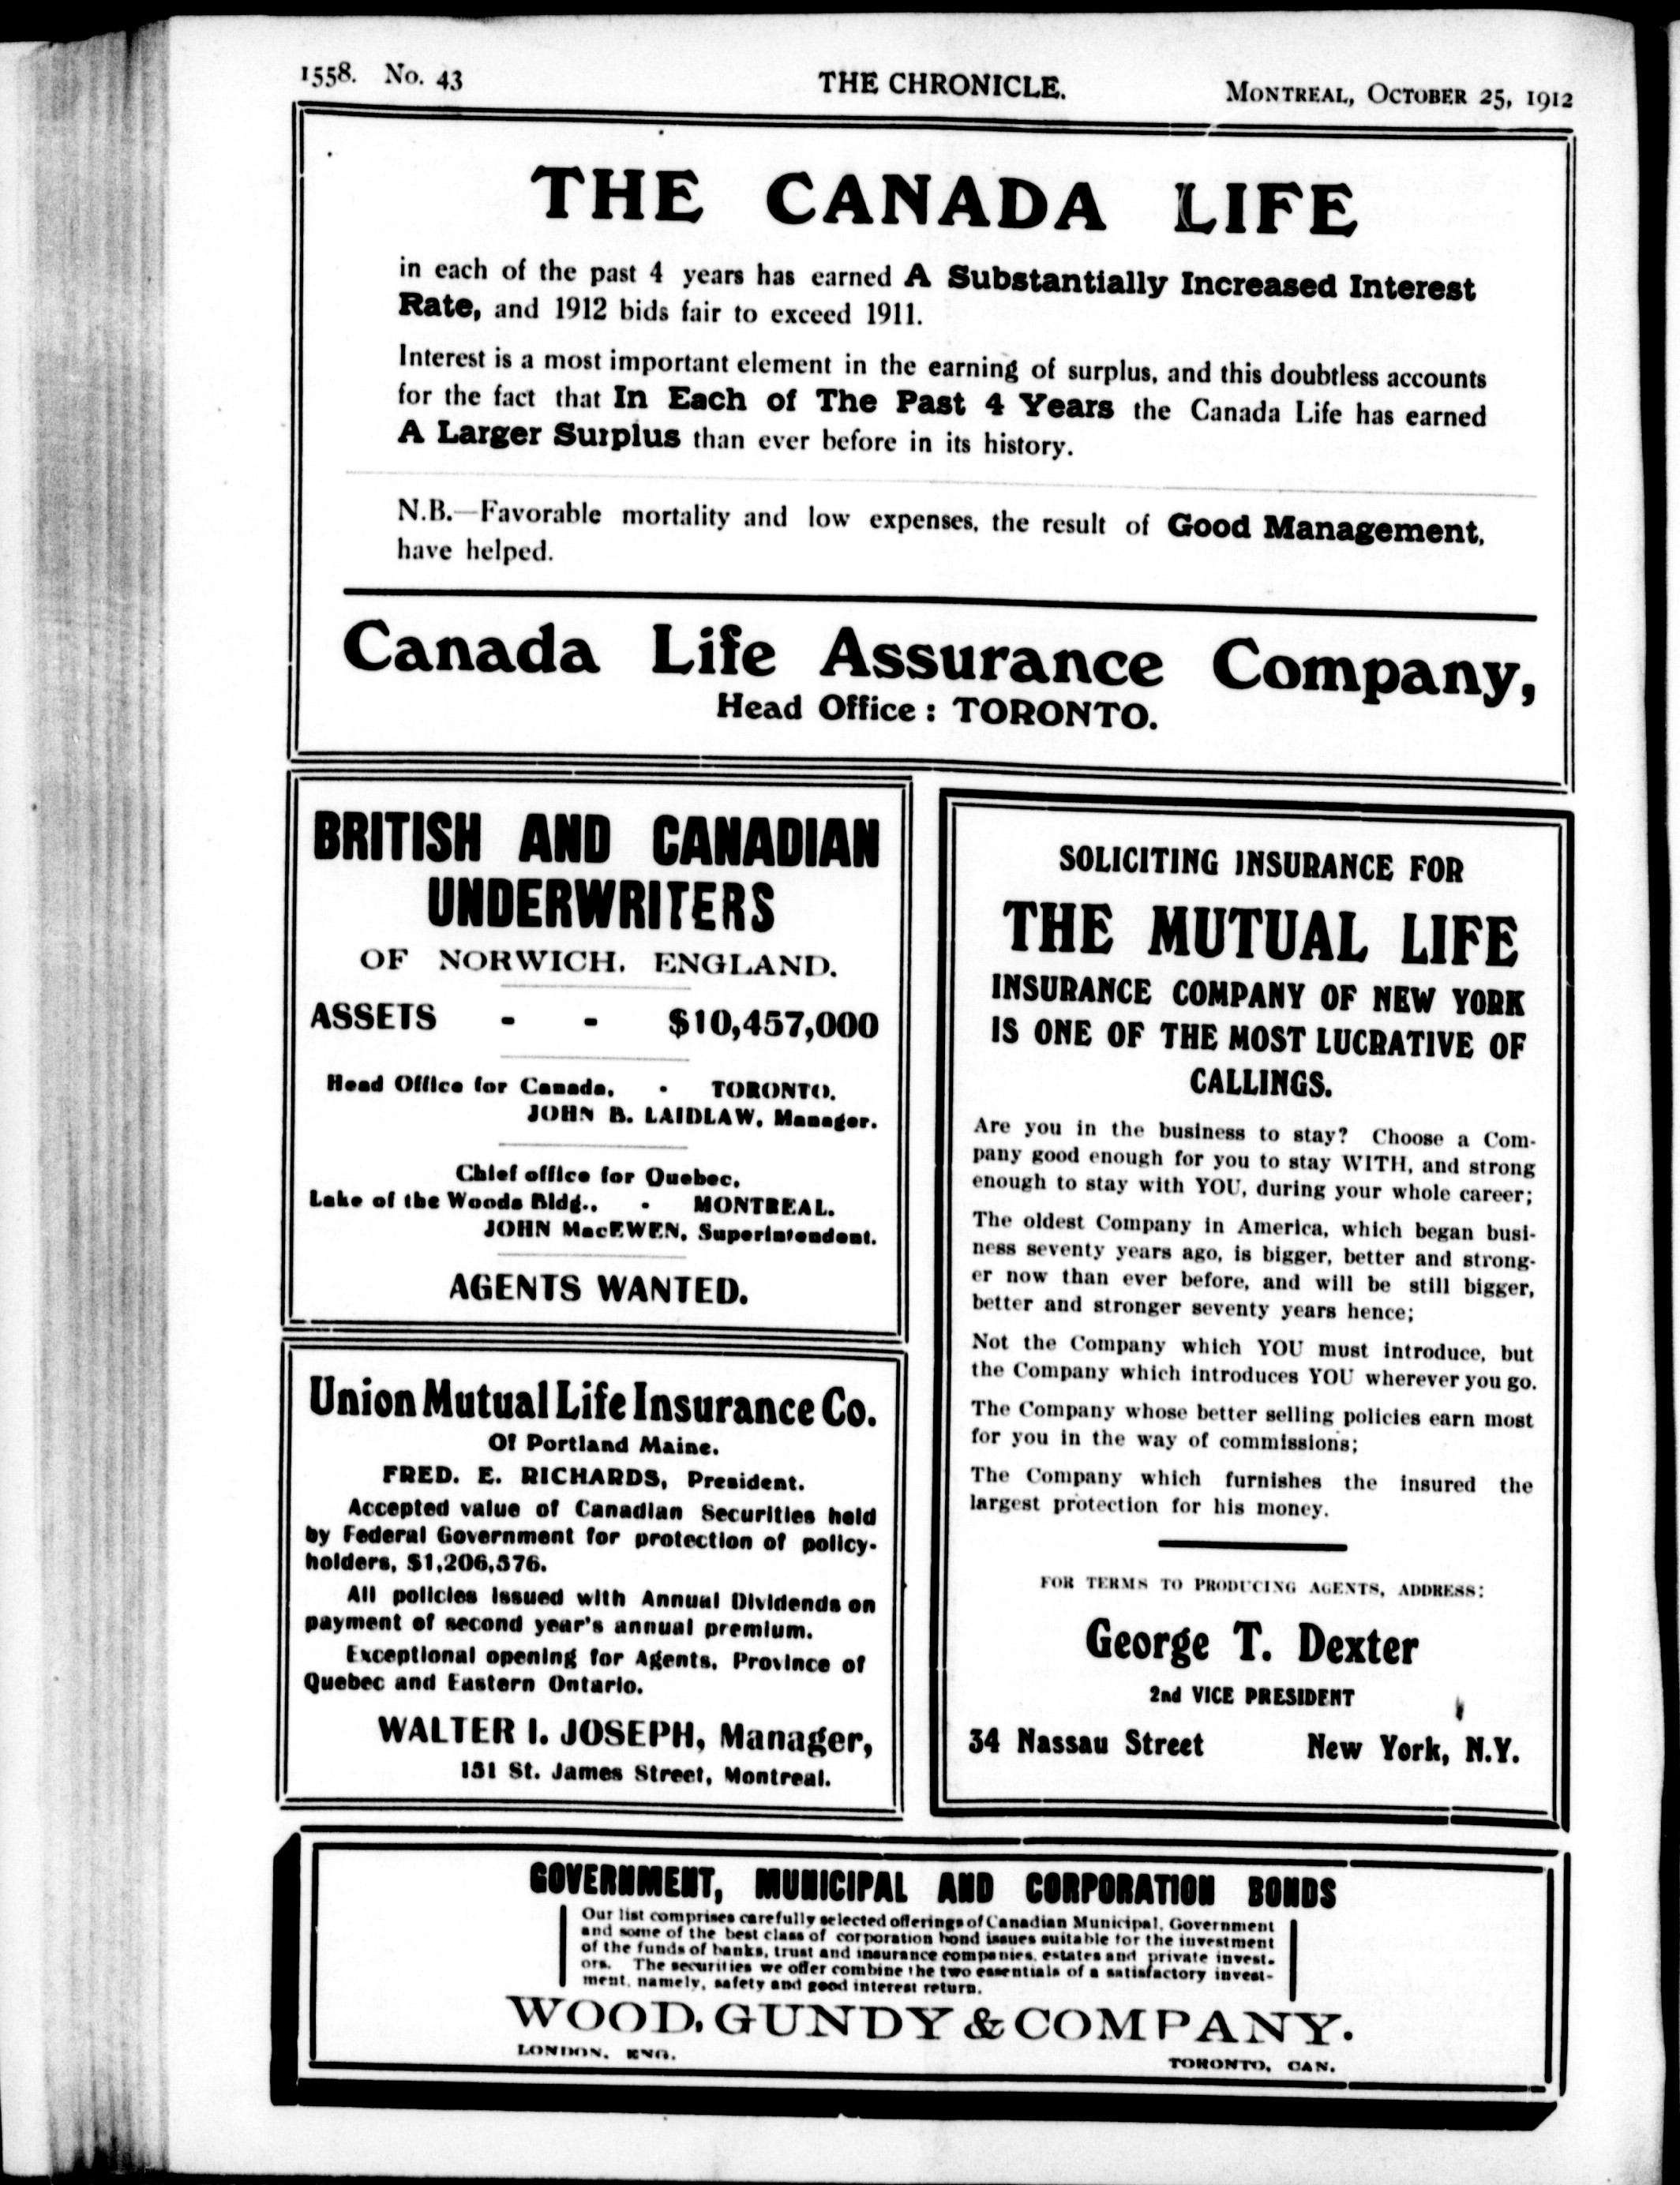 1558. No. 43 THE CHRONICLE. MONTREAL, OCTOBER 25, 1912
THE CANADA LIFE
in each of the past 4 years has earned A Substantially Increased Interest
Rate, and 1912 bids fair to exceed 1911.
Interest is a most important element in the earning of surplus, and this doubtless accounts
for the fact that In Each of The Past 4 Years the Canada Life has earned
A Larger Surplus than ever before in its history.
N.B.—Favorable mortality and low expenses, the result of Good Management,
have helped.
Canada Life Assurance Company,
Head Office : TORONTO.
BRITISH AND CANADIAN
UNDERWRITERS
OF NORWICH, ENGLAND.
ASSETS - - $10,457,000
Head Office for Canada, - TORONTO.
JOHN B. LAIDLAW, Manager.
Chief office for Quebec,
Lake of the Woods Bldg., - MONTREAL.
JOHN MacEWEN, Superintendent.
AGENTS WANTED.
Union Mutual Life Insurance Co.
Of Portland Maine.
FRED. E. RICHARDS, President.
Accepted value of Canadian Securities held
by Federal Government for protection of policy-
holders, $1,206,576.
All policies issued with Annual Dividends on
payment of second year's annual premium.
Exceptional opening for Agents, Province of
Quebec and Eastern Ontario.
WALTER I. JOSEPH, Manager,
151 St. James Street, Montreal.
SOLICITING INSURANCE FOR
THE MUTUAL LIFE
INSURANCE COMPANY OF NEW YORK
IS ONE OF THE MOST LUCRATIVE OF
CALLINGS.
Are you in the business to stay? Choose a Com-
pany good enough for you to stay WITH, and strong
enough to stay with YOU, during your whole career;
The oldest Company in America, which began busi-
ness seventy years ago, is bigger, better and strong-
er now than ever before, and will be still bigger,
better and stronger seventy years hence;
Not the Company which YOU must introduce, but
the Company which introduces YOU wherever you go.
The Company whose better selling policies earn most
for you in the way of commissions;
The Company which furnishes the insured the
largest protection for his money.
FOR TERMS TO PRODUCING AGENTS, ADDRESS:
George T. Dexter
2nd VICE PRESIDENT
34 Nassau Street New York, N.Y.
GOVERNMENT, MUNICIPAL AND CORPORATION BONDS
Our list comprises carefully selected offerings of Canadian Municipal, Government
and some of the best class of corporation bond issues suitable for the investment
of the funds of banks, trust and insurance companies, estates and private invest-
ors. The securities we offer combine the two essentials of a satisfactory invest-
ment, namely, safety and good interest return.
WOOD, GUNDY & COMPANY.
LONDON, ENG. TORONTO, CAN.